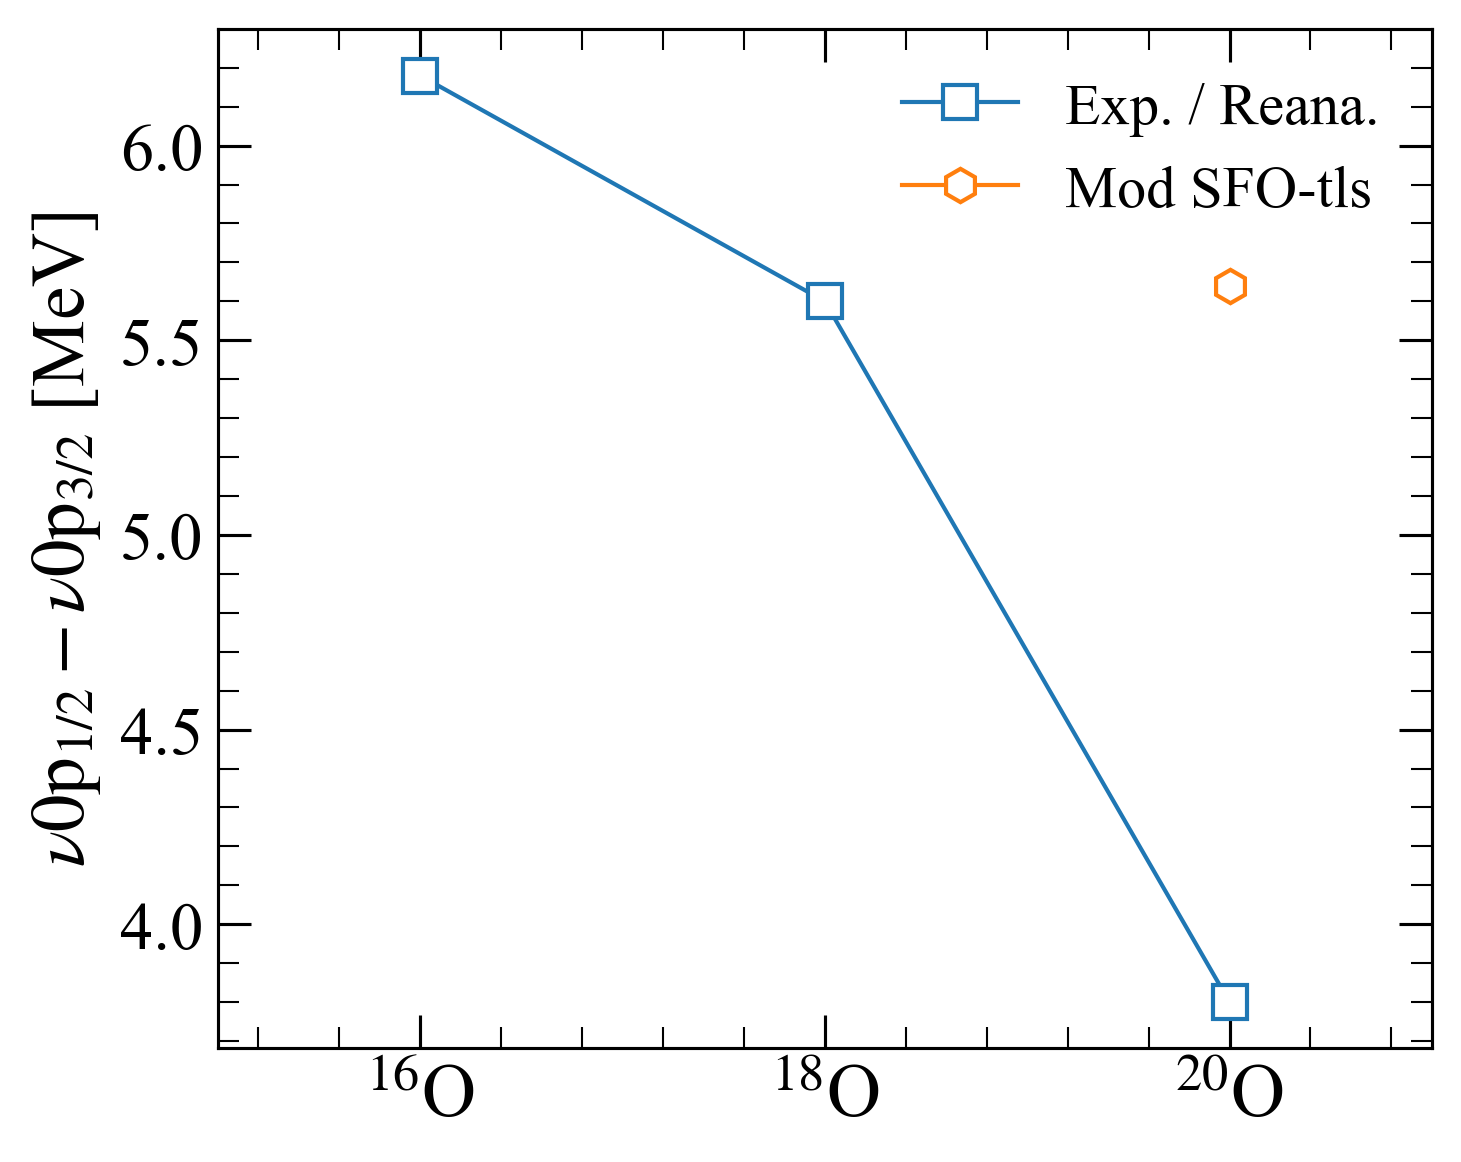 Exp. / Reana.
Mod SFO-tls
ν0p1/2 − ν0p3/2 [MeV]
6.0
5.5
5.0
4.5
4.0
16O 18O 20O